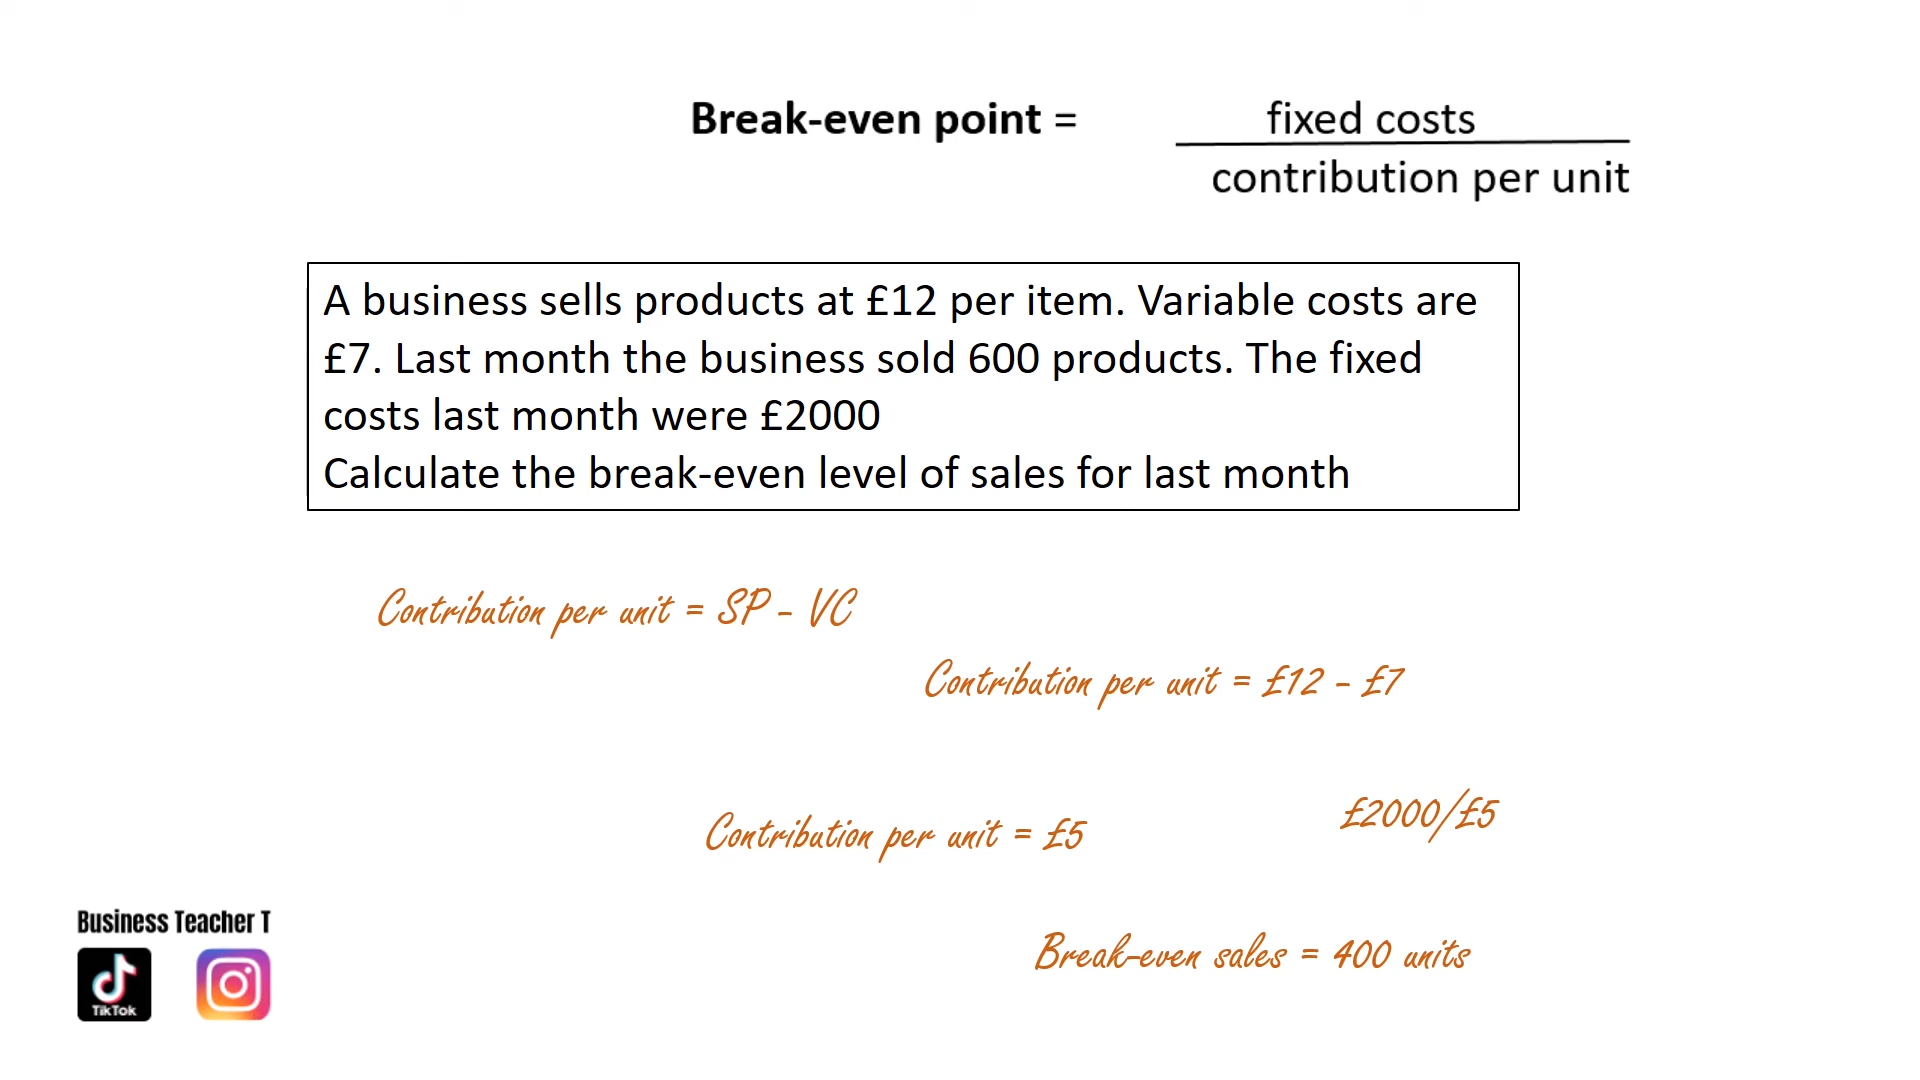 Break-even point = fixed costs
contribution per unit
A business sells products at £12 per item. Variable costs are
£7. Last month the business sold 600 products. The fixed
costs last month were £2000
Calculate the break-even level of sales for last month
Contribution per unit = SP - VC
Contribution per unit = £12 - £7
£2000/£5
Contribution per unit = £5
Business Teacher T
Break-even sales = 400 units
TikTok